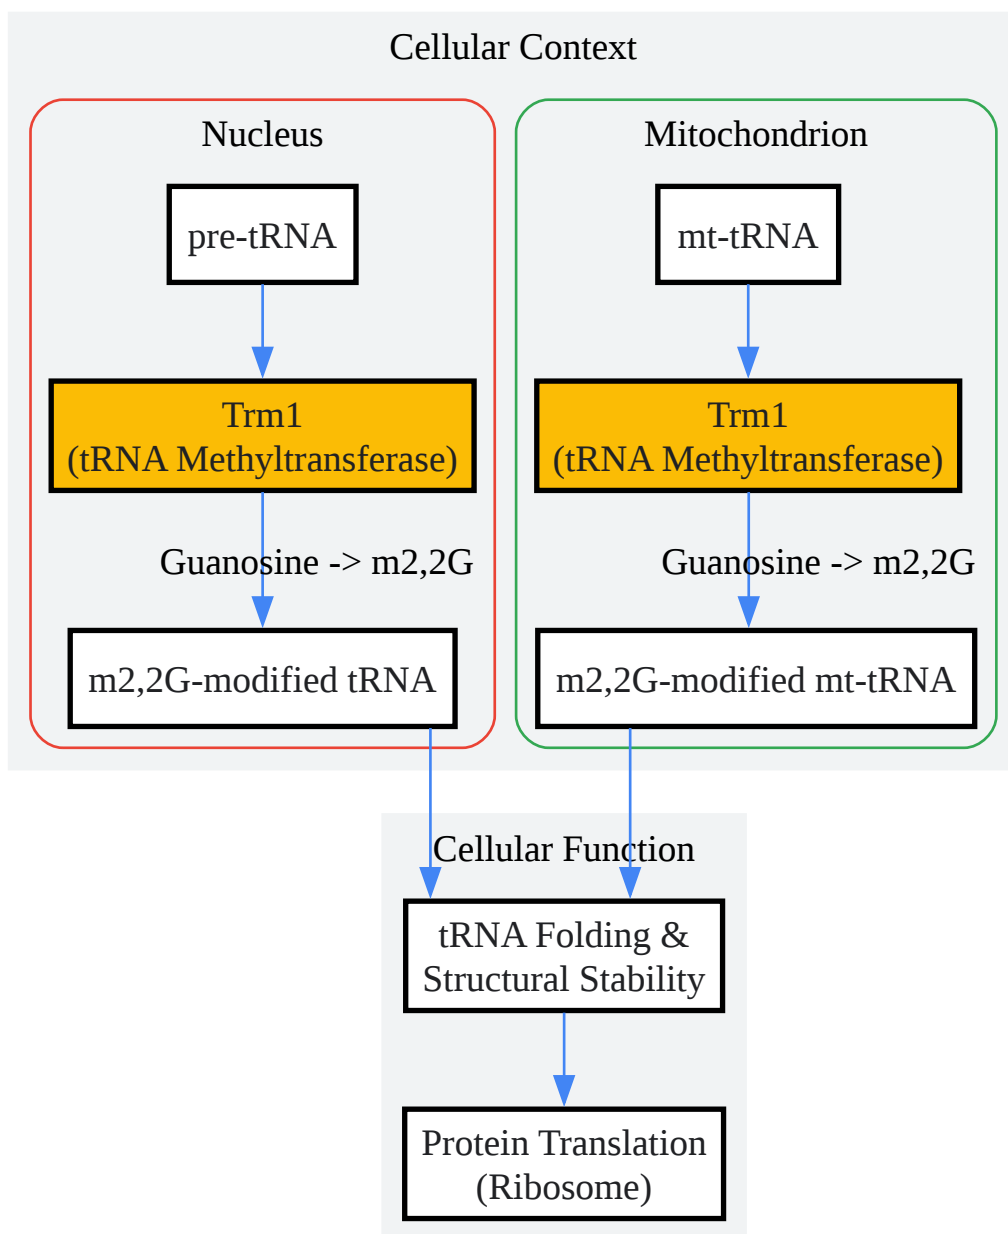 Cellular Context
Nucleus
pre-tRNA
Trm1
(tRNA Methyltransferase)
Guanosine -> m2,2G
m2,2G-modified tRNA
Mitochondrion
mt-tRNA
Trm1
(tRNA Methyltransferase)
Guanosine -> m2,2G
m2,2G-modified mt-tRNA
Cellular Function
tRNA Folding &
Structural Stability
Protein Translation
(Ribosome)